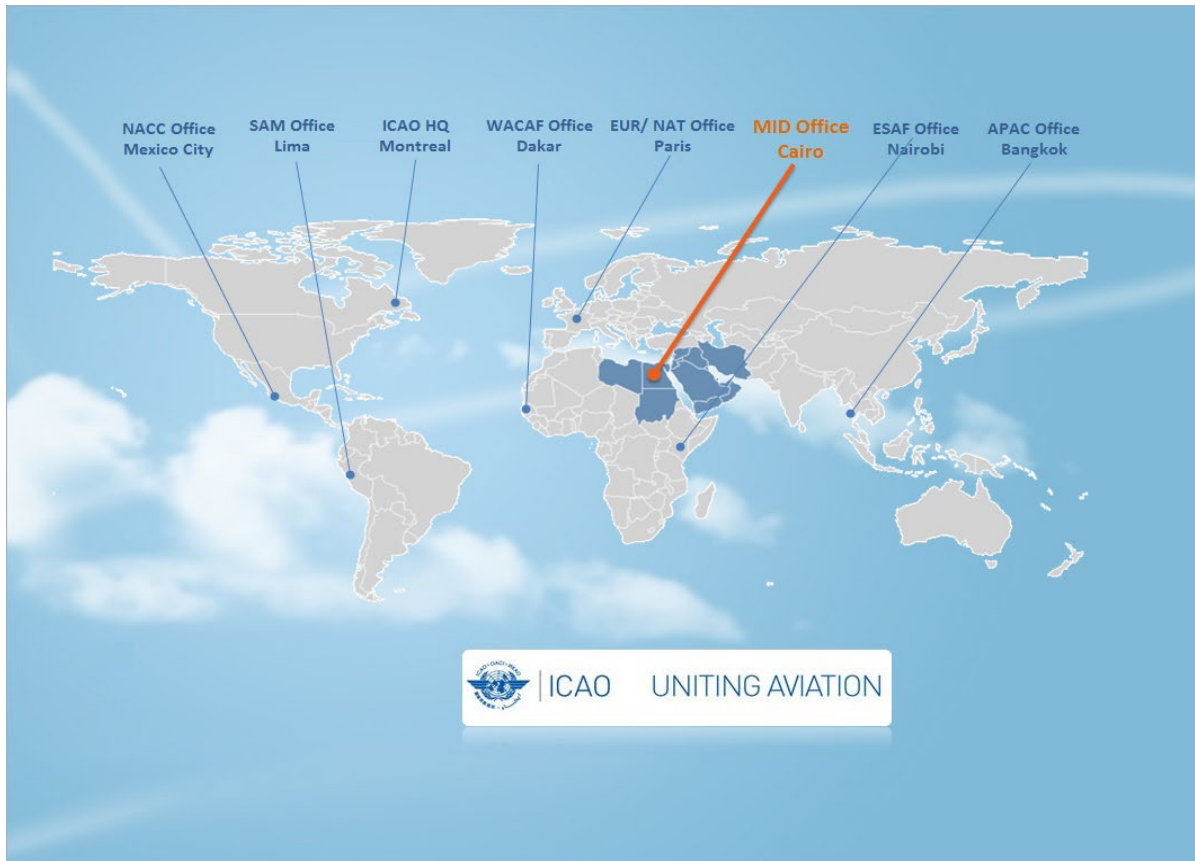 NACC Office
Mexico City
SAM Office
Lima
ICAO HQ
Montreal
WACAF Office
Dakar
EUR/ NAT Office
Paris
MID Office
Cairo
ESAF Office
Nairobi
APAC Office
Bangkok
ICAO
UNITING AVIATION